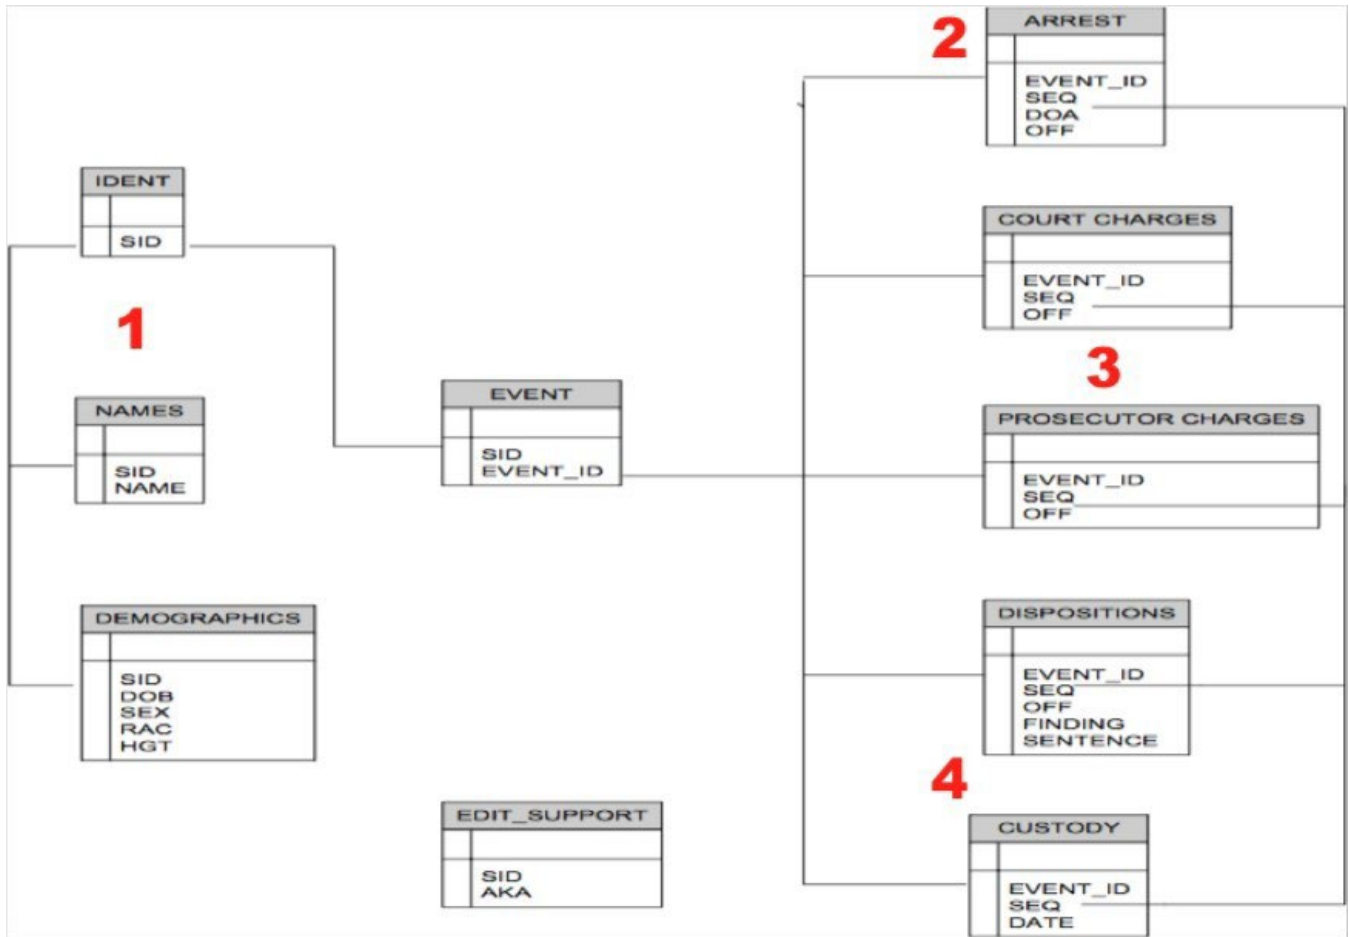 2
ARREST
EVENT_ID
SEQ
DOA
OFF
IDENT
SID
COURT CHARGES
EVENT_ID
SEQ
OFF
1
3
NAMES
SID
NAME
EVENT
SID
EVENT_ID
PROSECUTOR CHARGES
EVENT_ID
SEQ
OFF
DEMOGRAPHICS
SID
DOB
SEX
RAC
HGT
DISPOSITIONS
EVENT_ID
SEQ
OFF
FINDING
SENTENCE
4
EDIT_SUPPORT
SID
AKA
CUSTODY
EVENT_ID
SEQ
DATE